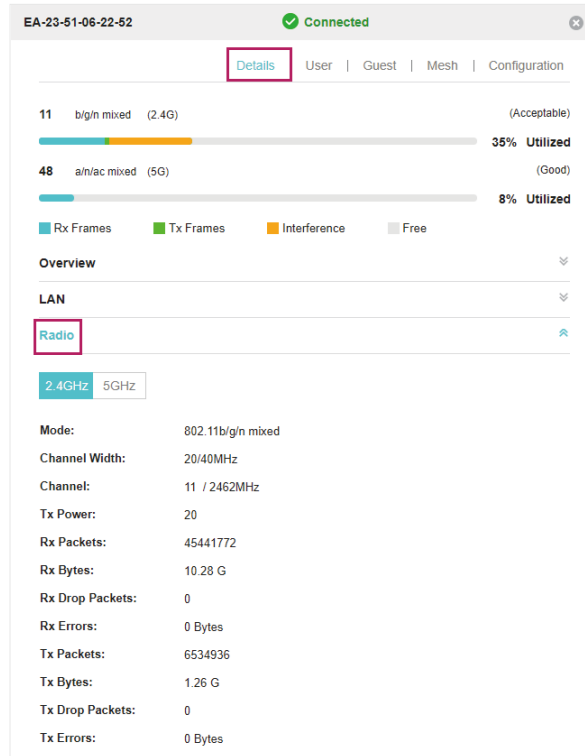 EA-23-51-06-22-52 Connected
Details User | Guest | Mesh | Configuration
11 b/g/n mixed (2.4G) (Acceptable)
35% Utilized
48 a/n/ac mixed (5G) (Good)
8% Utilized
Rx Frames Tx Frames Interference Free
Overview
LAN
Radio
2.4GHz 5GHz
Mode: 802.11b/g/n mixed
Channel Width: 20/40MHz
Channel: 11 / 2462MHz
Tx Power: 20
Rx Packets: 45441772
Rx Bytes: 10.28 G
Rx Drop Packets: 0
Rx Errors: 0 Bytes
Tx Packets: 6534936
Tx Bytes: 1.26 G
Tx Drop Packets: 0
Tx Errors: 0 Bytes